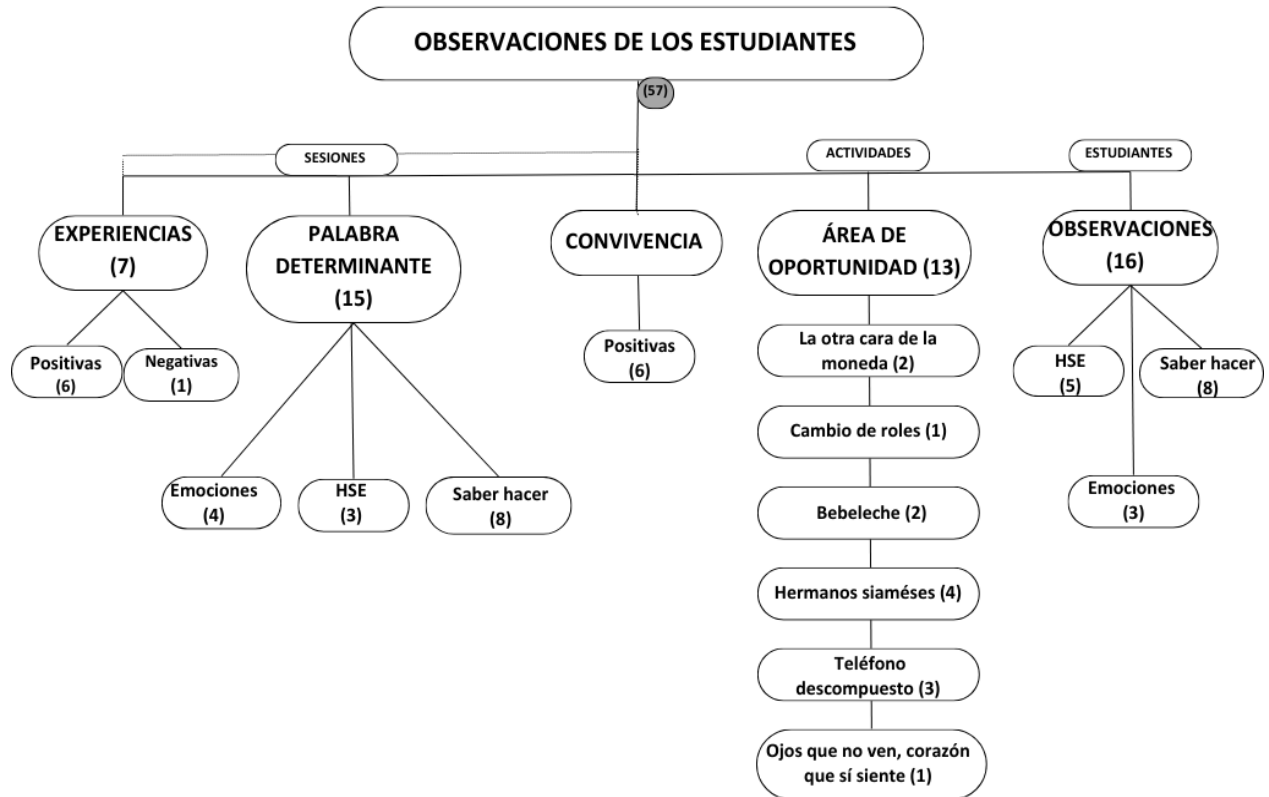 OBSERVACIONES DE LOS ESTUDIANTES
(57)
SESIONES
ACTIVIDADES
ESTUDIANTES
EXPERIENCIAS
(7)
PALABRA
DETERMINANTE
(15)
CONVIVENCIA
ÁREA DE
OPORTUNIDAD (13)
OBSERVACIONES
(16)
Positivas
(6)
Negativas
(1)
Emociones
(4)
HSE
(3)
Saber hacer
(8)
Positivas
(6)
La otra cara de la
moneda (2)
Cambio de roles (1)
Bebeleche (2)
Hermanos siaméses (4)
Teléfono
descompuesto (3)
Ojos que no ven, corazón
que sí siente (1)
HSE
(5)
Saber hacer
(8)
Emociones
(3)